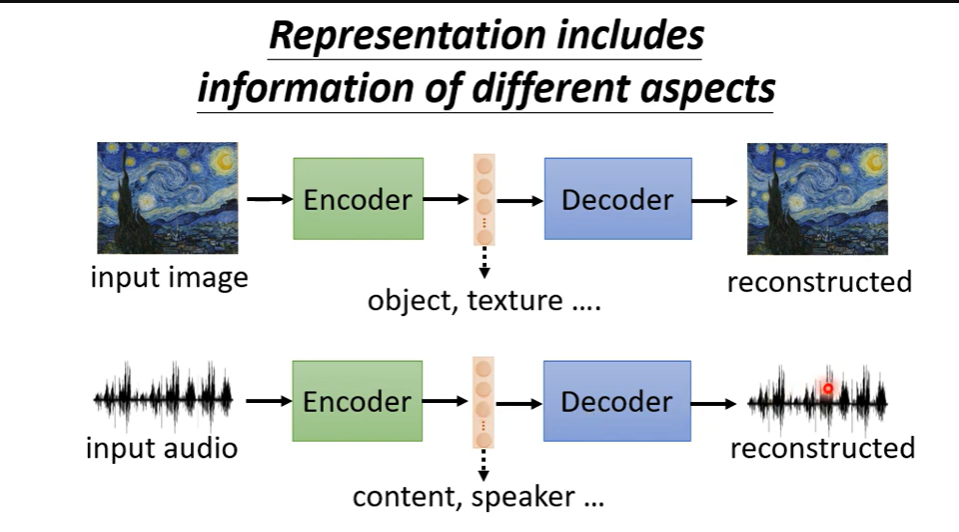 Representation includes
information of different aspects
Encoder
Decoder
input image
reconstructed
object, texture ....
Encoder
Decoder
input audio
reconstructed
content, speaker ...